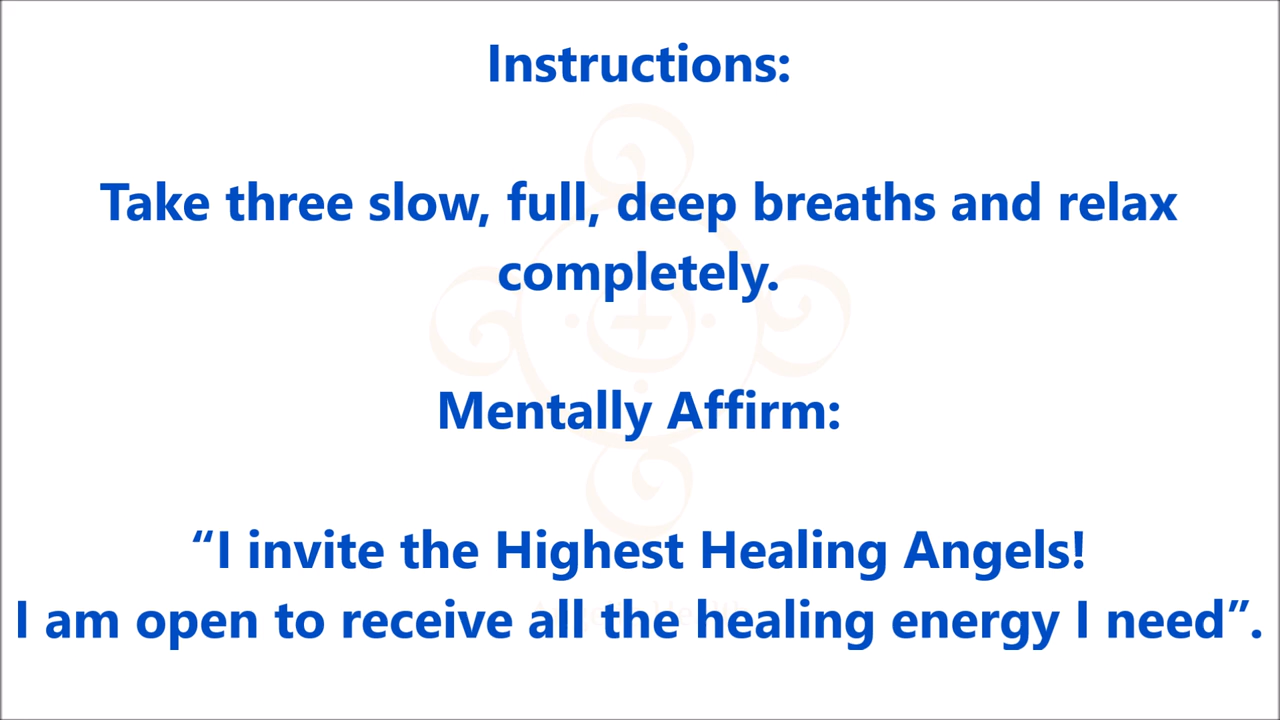 Instructions:
Take three slow, full, deep breaths and relax
completely.
Mentally Affirm:
“I invite the Highest Healing Angels!
I am open to receive all the healing energy I need”.